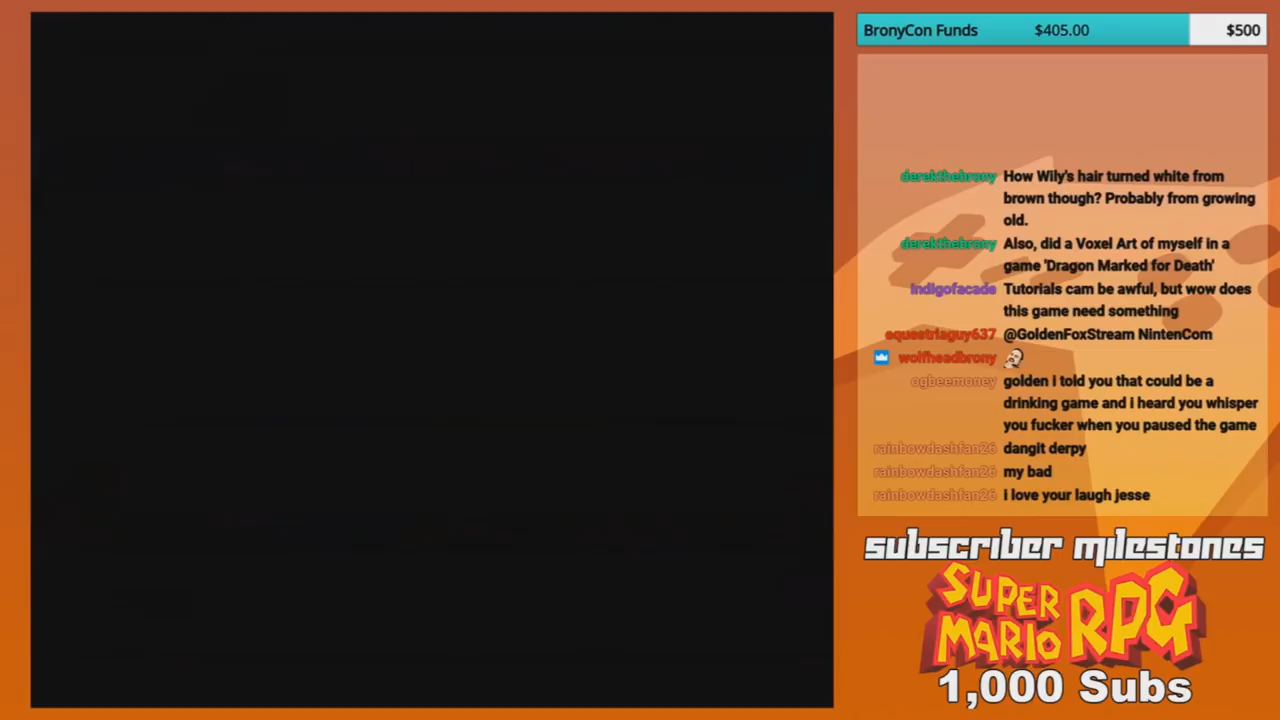 BronyCon Funds $405.00 $500
derekthebrony How Wily's hair turned white from
brown though? Probably from growing
old.
derekthebrony Also, did a Voxel Art of myself in a
game 'Dragon Marked for Death'
indigofacade Tutorials cam be awful, but wow does
this game need something
equestriaguy637 @GoldenFoxStream NintenCom
wolfheadbrony
ogbeemoney golden i told you that could be a
drinking game and i heard you whisper
you fucker when you paused the game
rainbowdashfan26 dangit derpy
rainbowdashfan26 my bad
rainbowdashfan26 i love your laugh jesse
subscriber milestones
SUPER
MARIO RPG
1,000 Subs